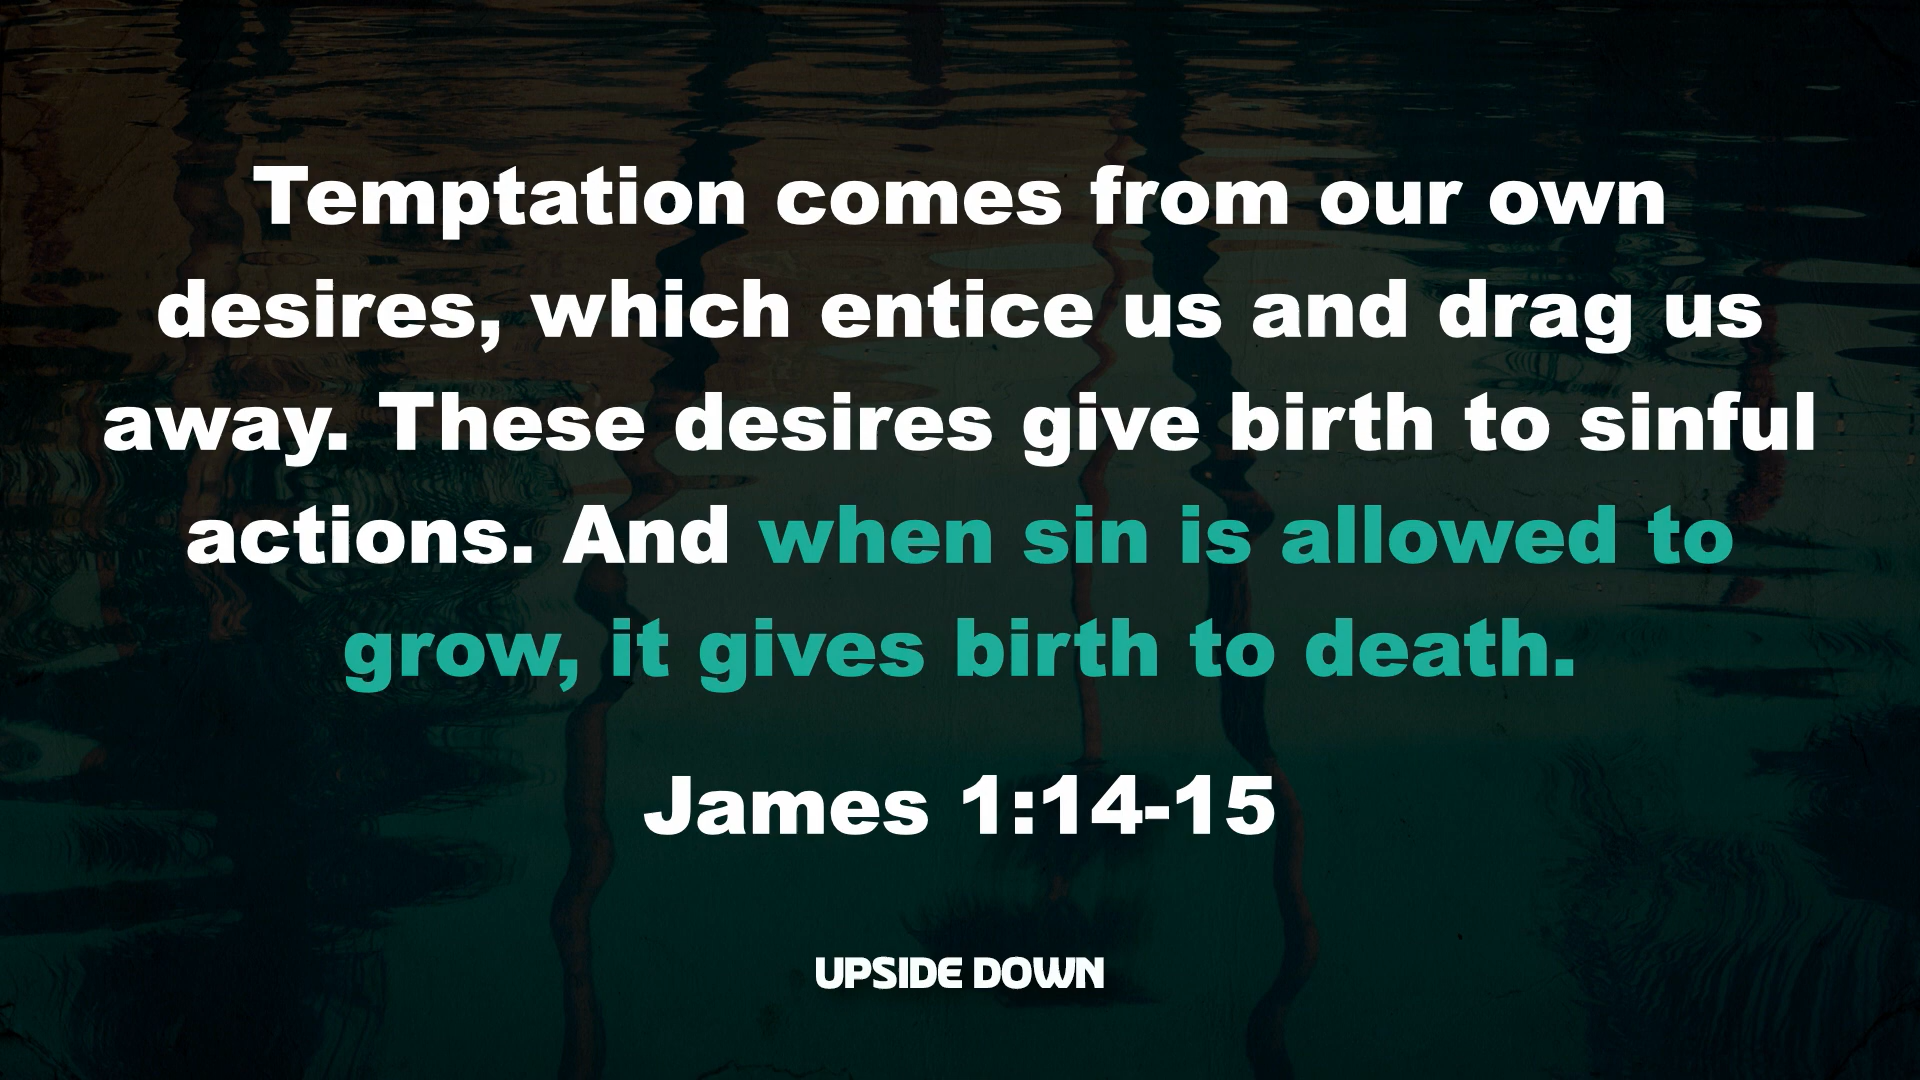 Temptation comes from our own
desires, which entice us and drag us
away. These desires give birth to sinful
actions. And when sin is allowed to
grow, it gives birth to death.
James 1:14-15
UPSIDE DOWN